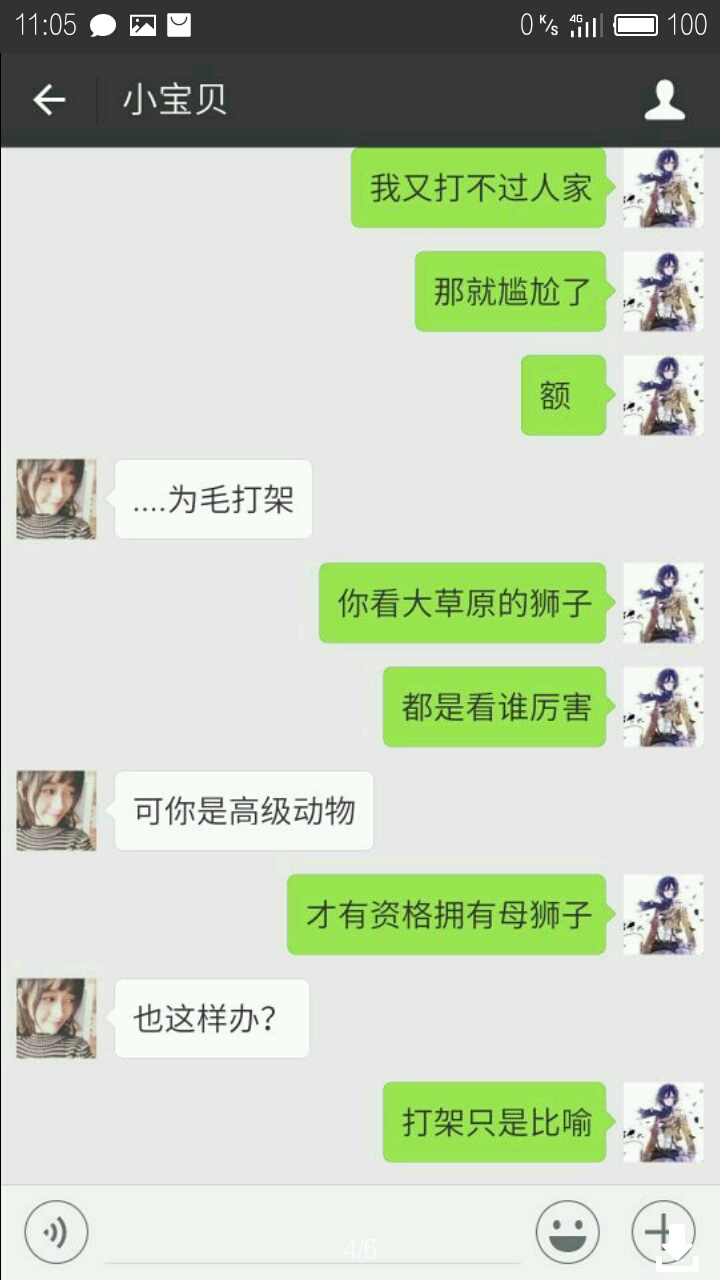 11:05 0 K/s 4G 100
小宝贝
我又打不过人家
那就尴尬了
额
....为毛打架
你看大草原的狮子
都是看谁厉害
可你是高级动物
才有资格拥有母狮子
也这样办?
打架只是比喻
4/6